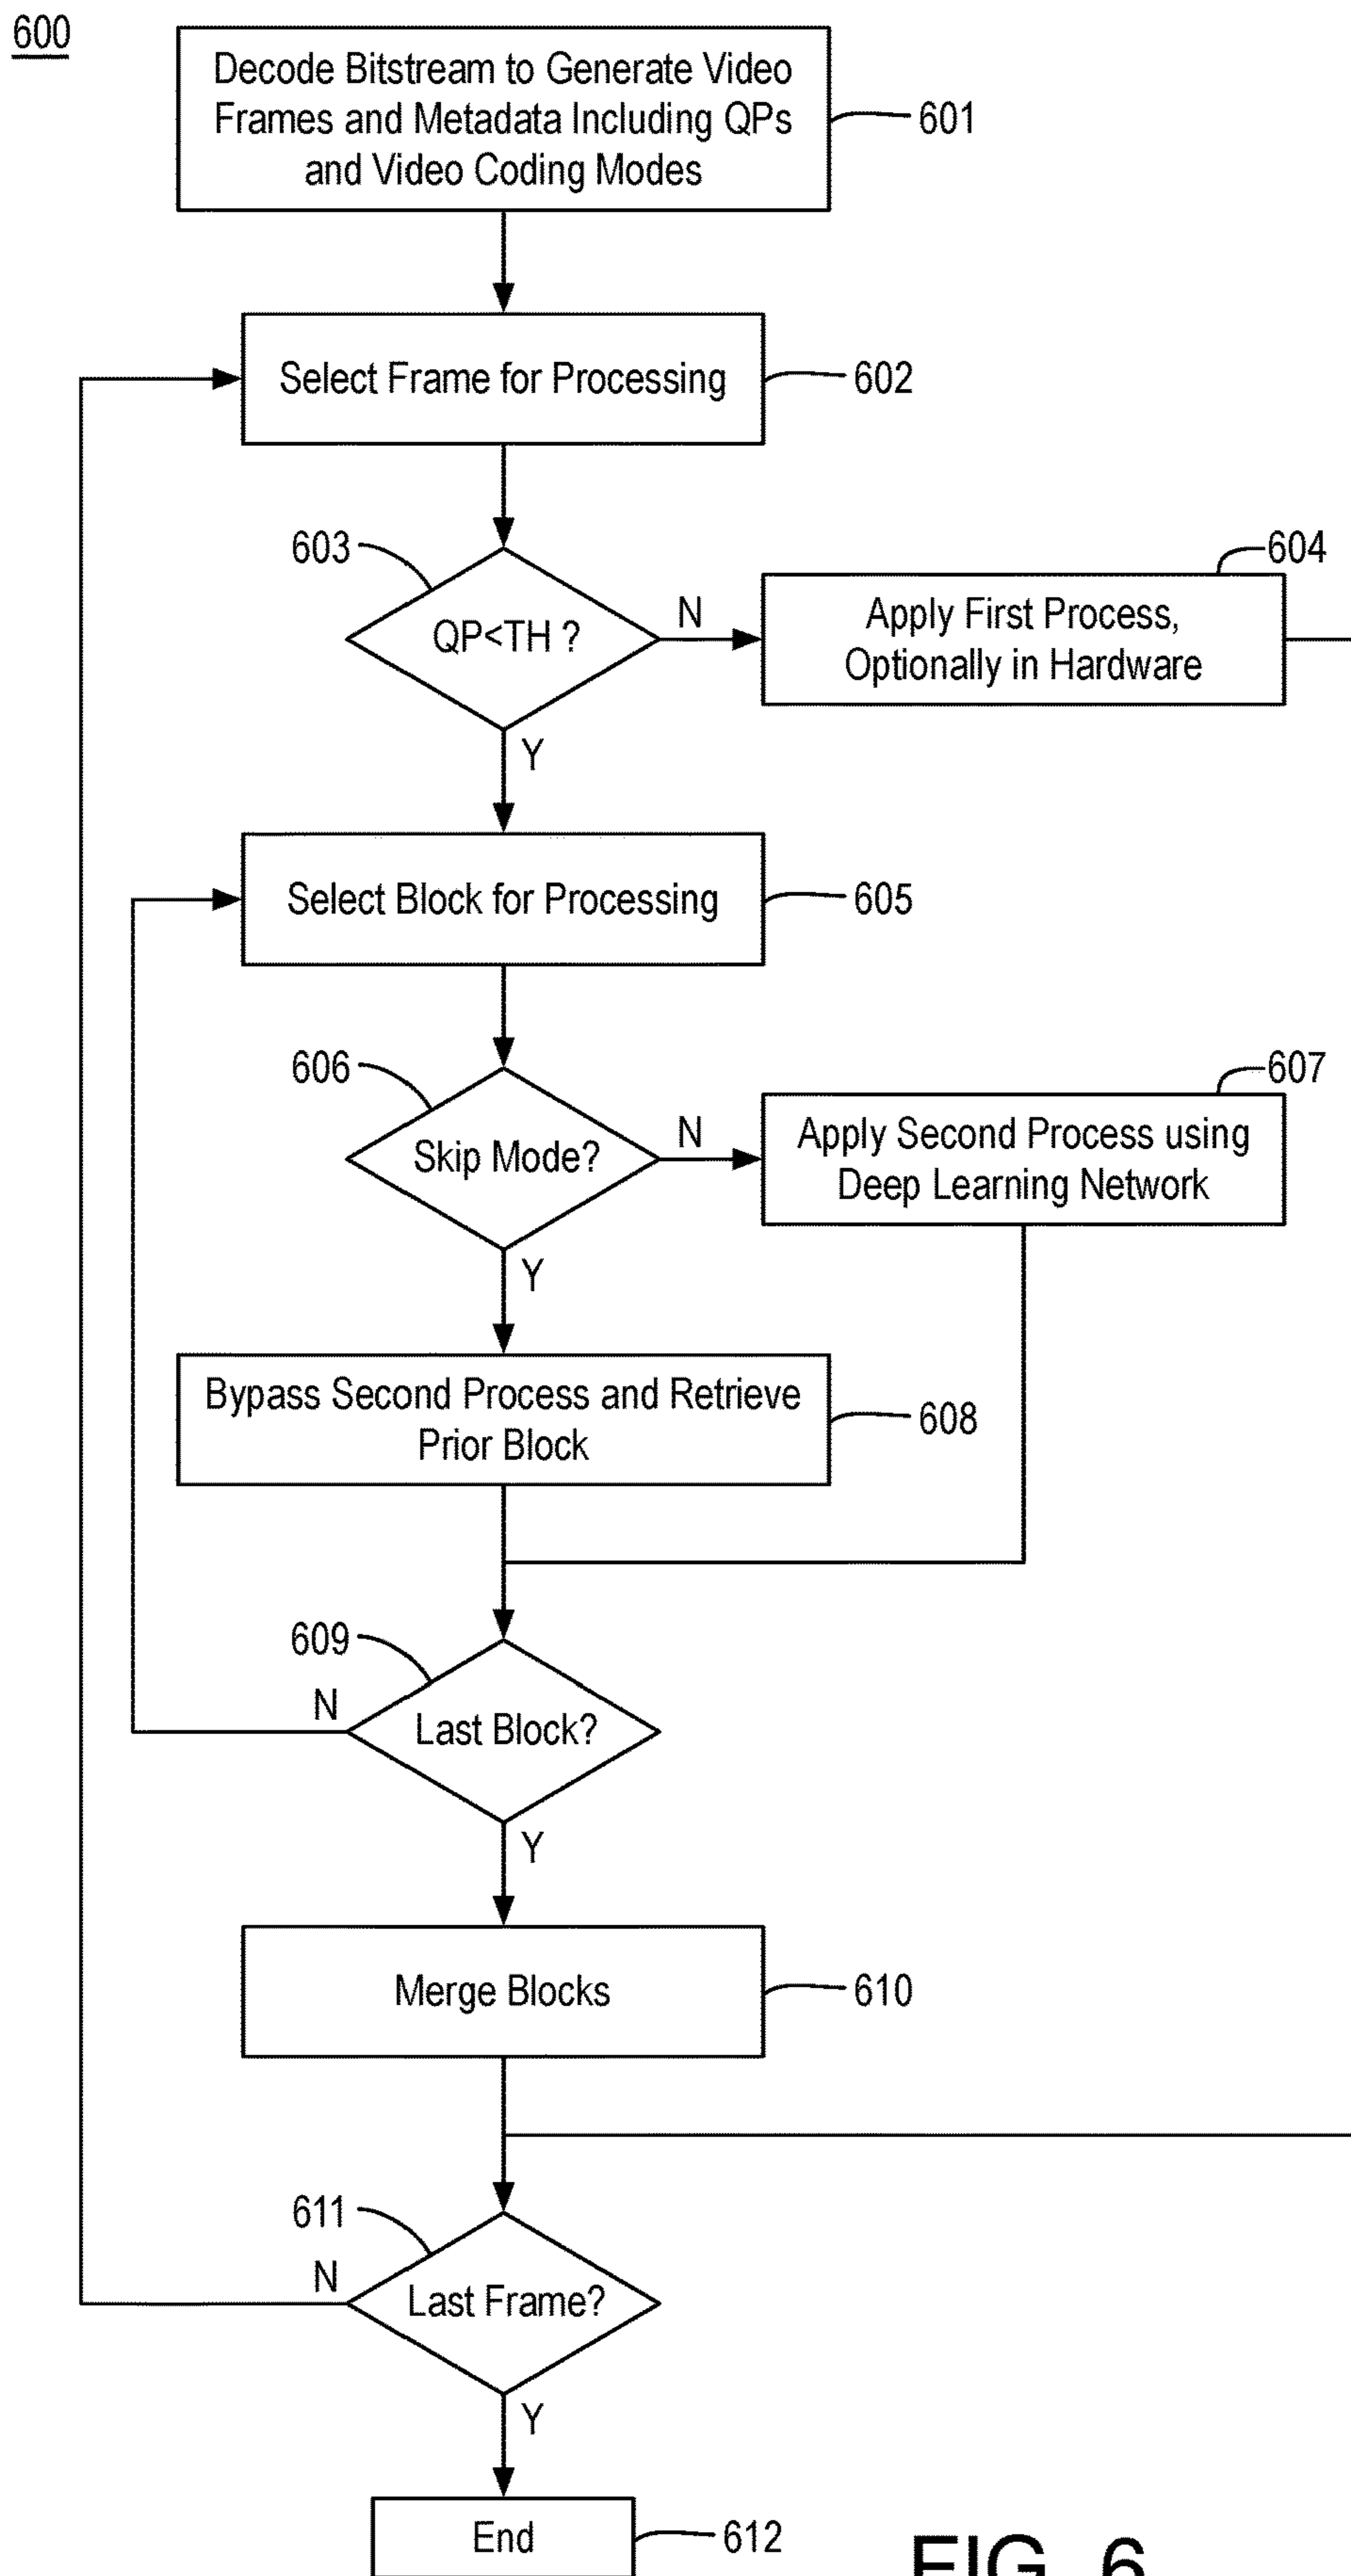 600
Decode Bitstream to Generate Video
Frames and Metadata Including QPs
and Video Coding Modes
601
Select Frame for Processing
602
603
QP<TH ?
N
Y
604
Apply First Process,
Optionally in Hardware
Select Block for Processing
605
606
Skip Mode?
N
Y
607
Apply Second Process using
Deep Learning Network
Bypass Second Process and Retrieve
Prior Block
608
609
N
Last Block?
Y
Merge Blocks
610
611
N
Last Frame?
Y
End
612
FIG. 6